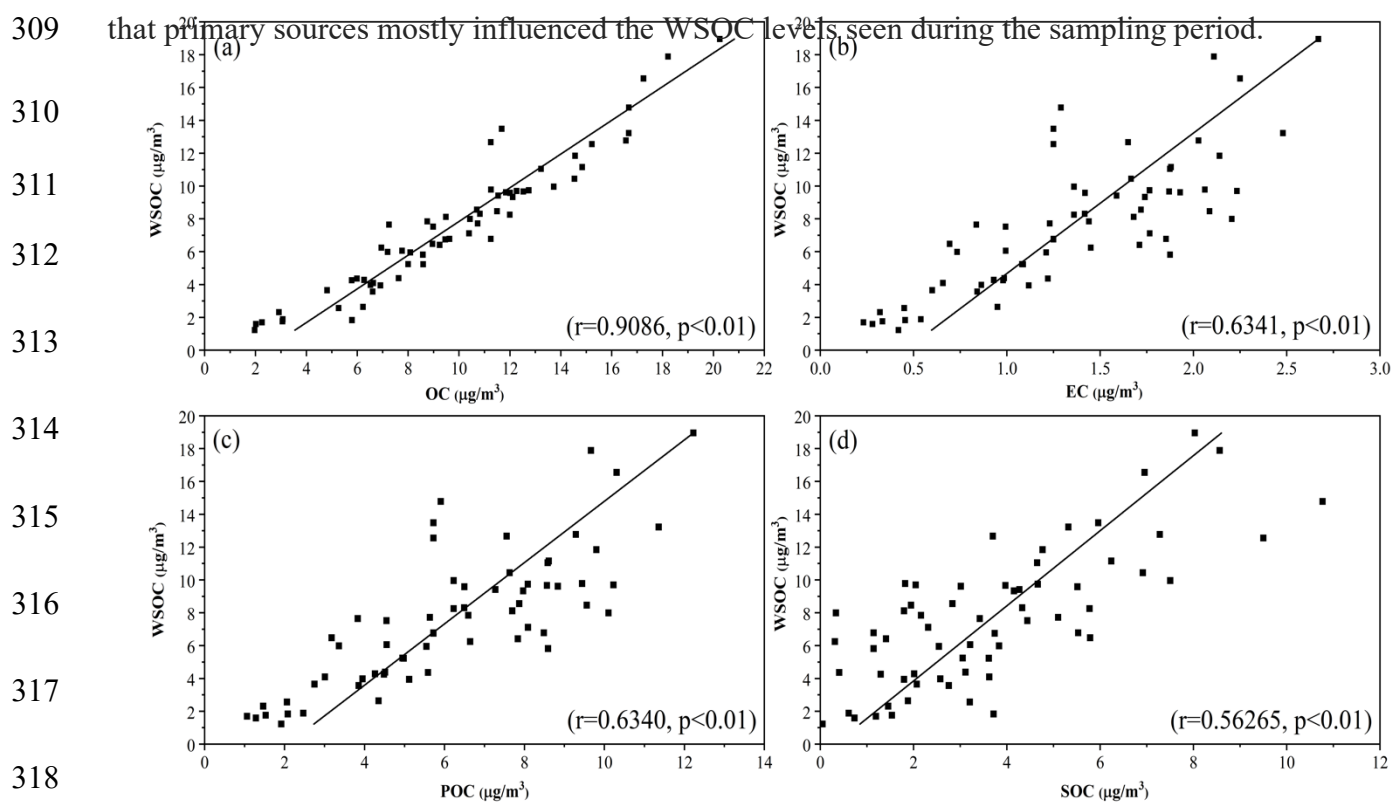 309 that primary sources mostly influenced the WSOC levels seen during the sampling period.
310
311
312
313
(a)
WSOC (μg/m³)
0 2 4 6 8 10 12 14 16 18
(r=0.9086, p<0.01)
0 2 4 6 8 10 12 14 16 18 20 22
OC (μg/m³)
(b)
WSOC (μg/m³)
0 2 4 6 8 10 12 14 16 18 20
(r=0.6341, p<0.01)
0.0 0.5 1.0 1.5 2.0 2.5 3.0
EC (μg/m³)
314
315
316
317
318
(c)
WSOC (μg/m³)
0 2 4 6 8 10 12 14 16 18 20
(r=0.6340, p<0.01)
0 2 4 6 8 10 12 14
POC (μg/m³)
(d)
WSOC (μg/m³)
0 2 4 6 8 10 12 14 16 18 20
(r=0.56265, p<0.01)
0 2 4 6 8 10 12
SOC (μg/m³)